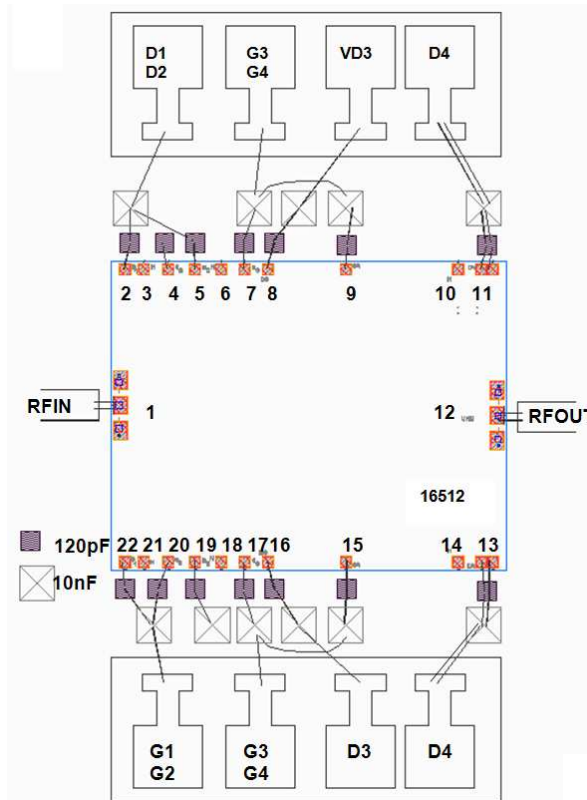 D1 G3 VD3 D4
D2 G4
2 3 4 5 6 7 8 9 10 11
RFIN 1 12 RFOUT
16512
120pF
10nF
22 21 20 19 18 17 16 15 14 13
G1 G3 D3 D4
G2 G4